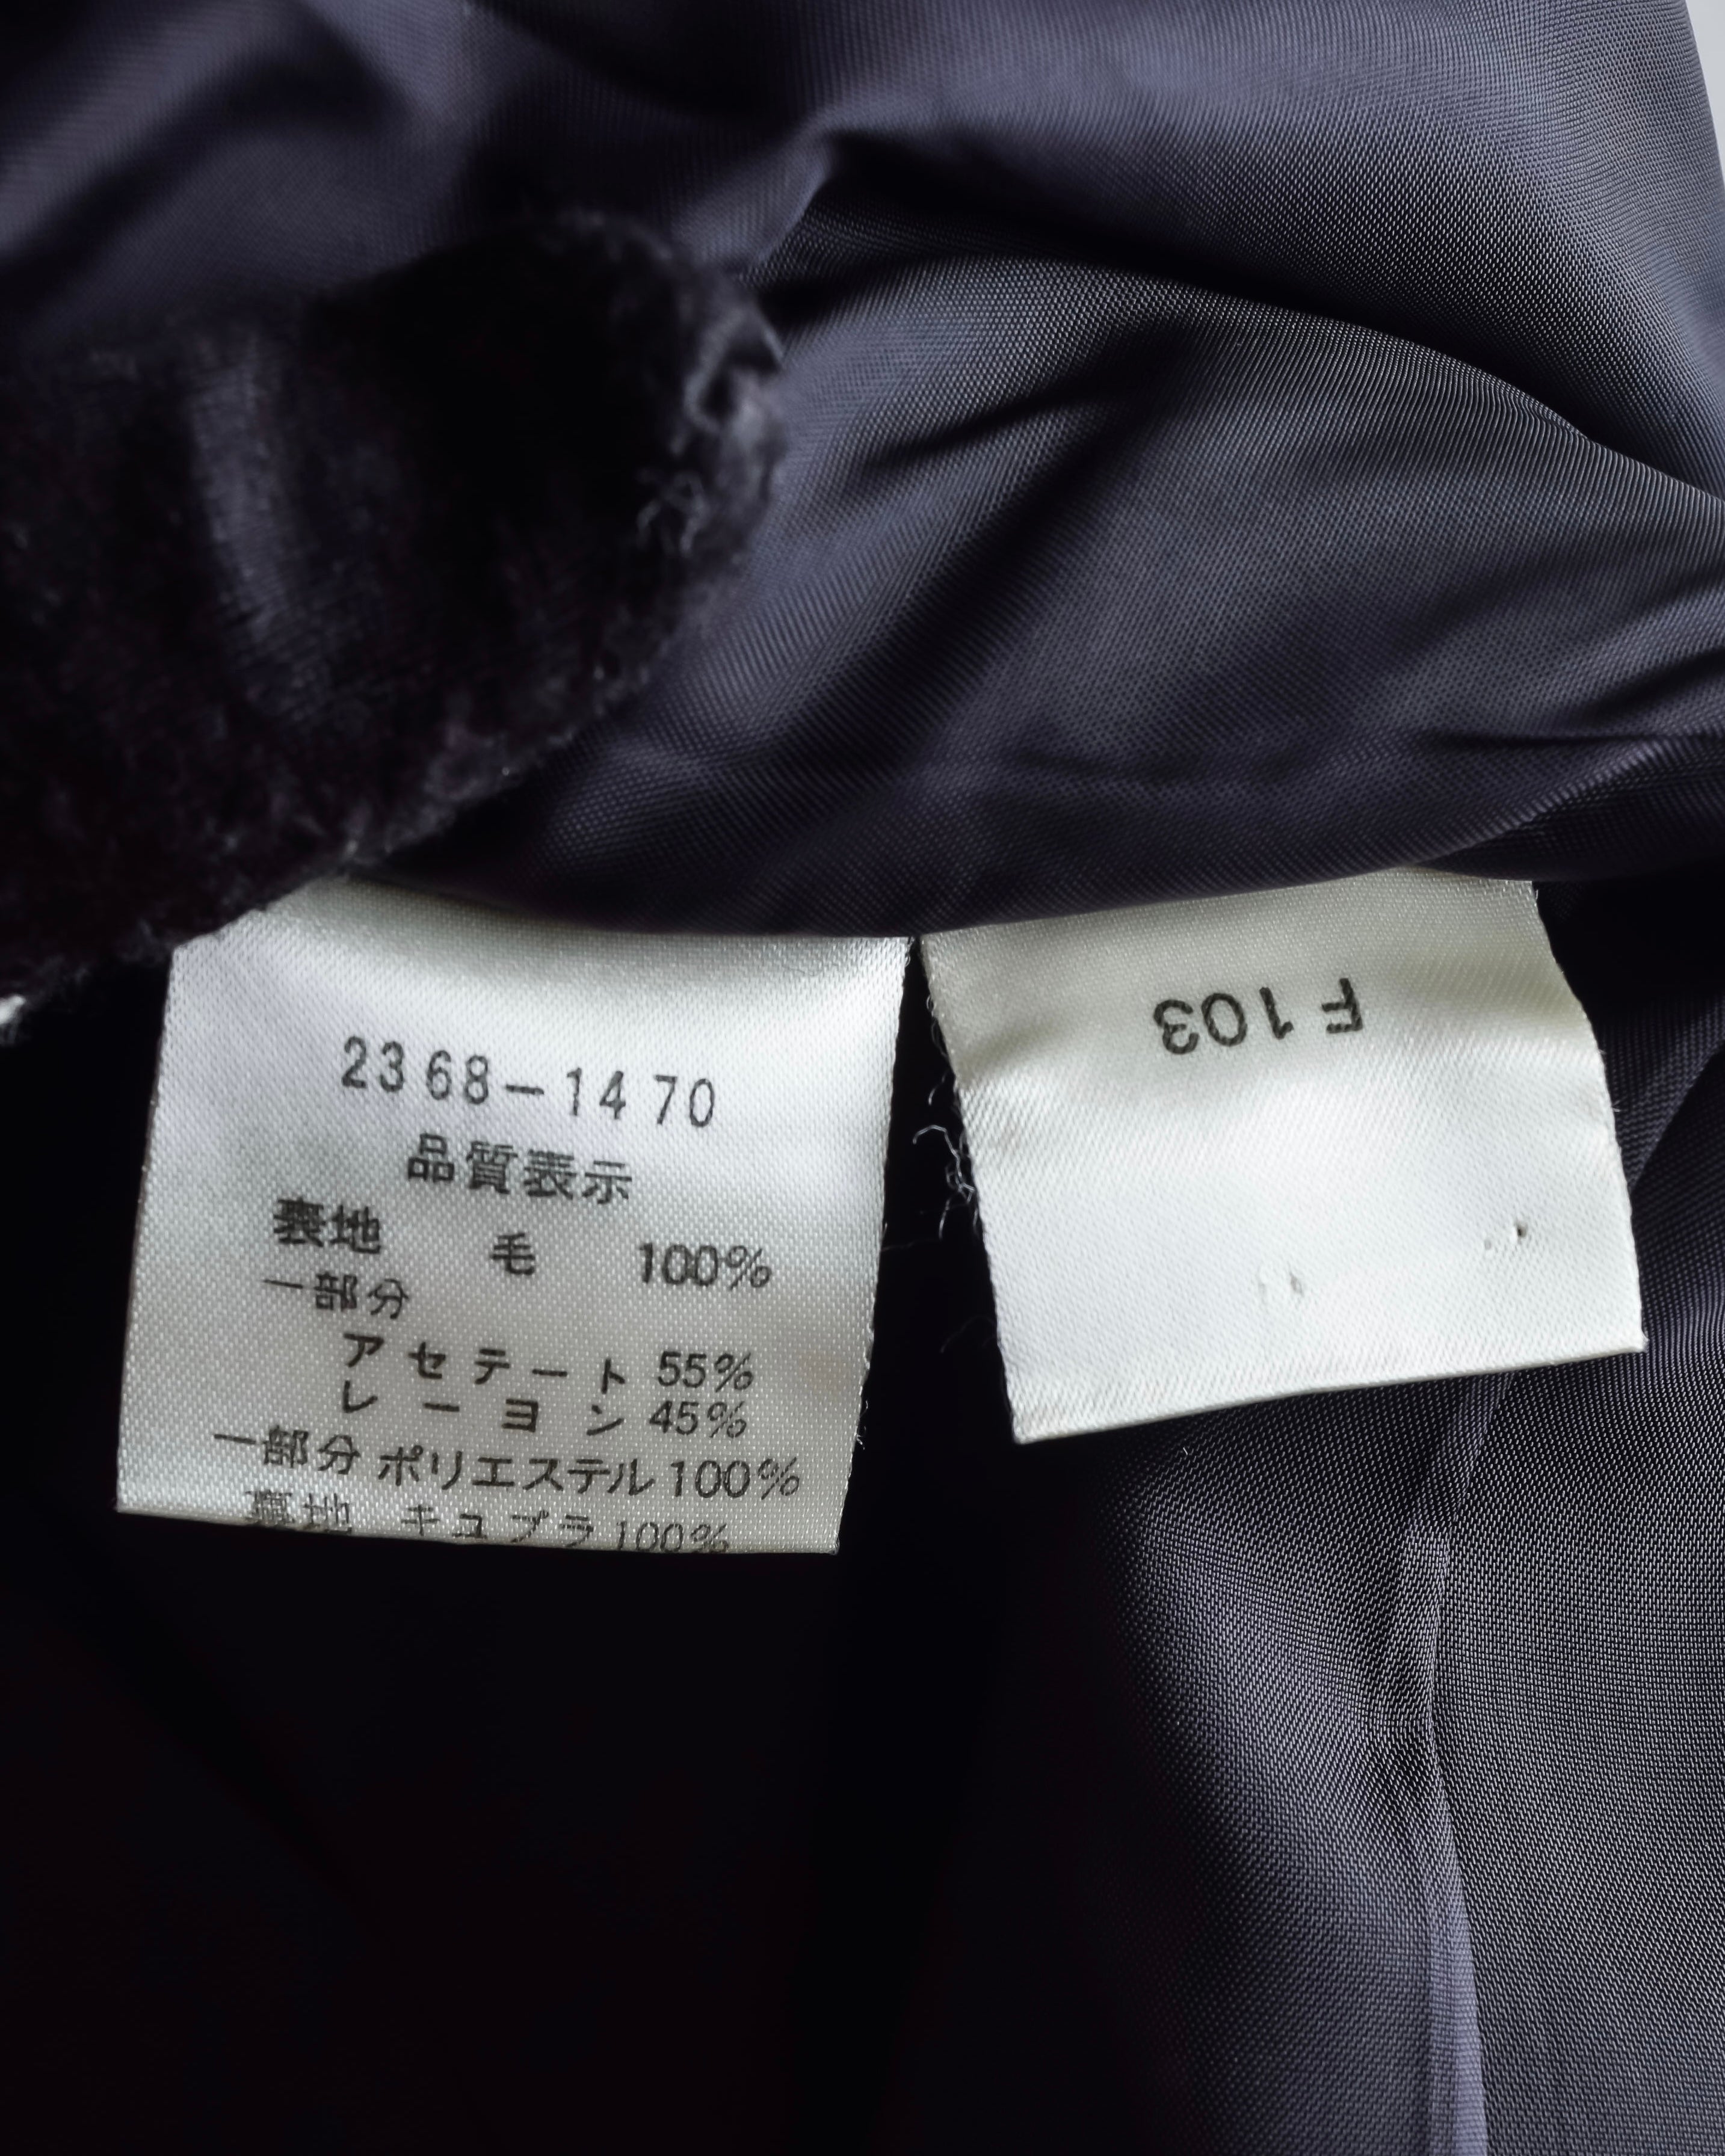 2368-1470
品質表示
表地 毛 100%
一部分
アセテート 55%
レーヨン 45%
一部分 ポリエステル 100%
裏地 キュプラ 100%
F 103